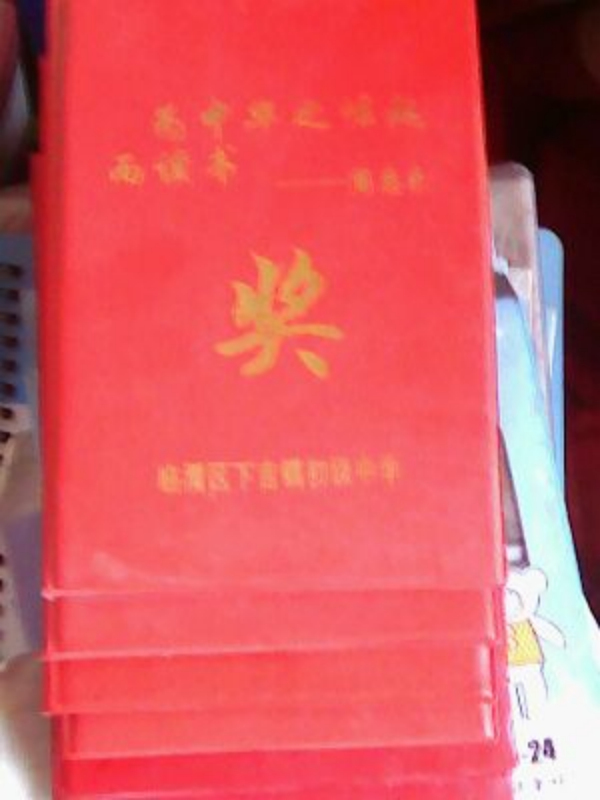 为中华之崛起
而读书 ——周恩来
奖
临渭区下吉镇初级中学
-24